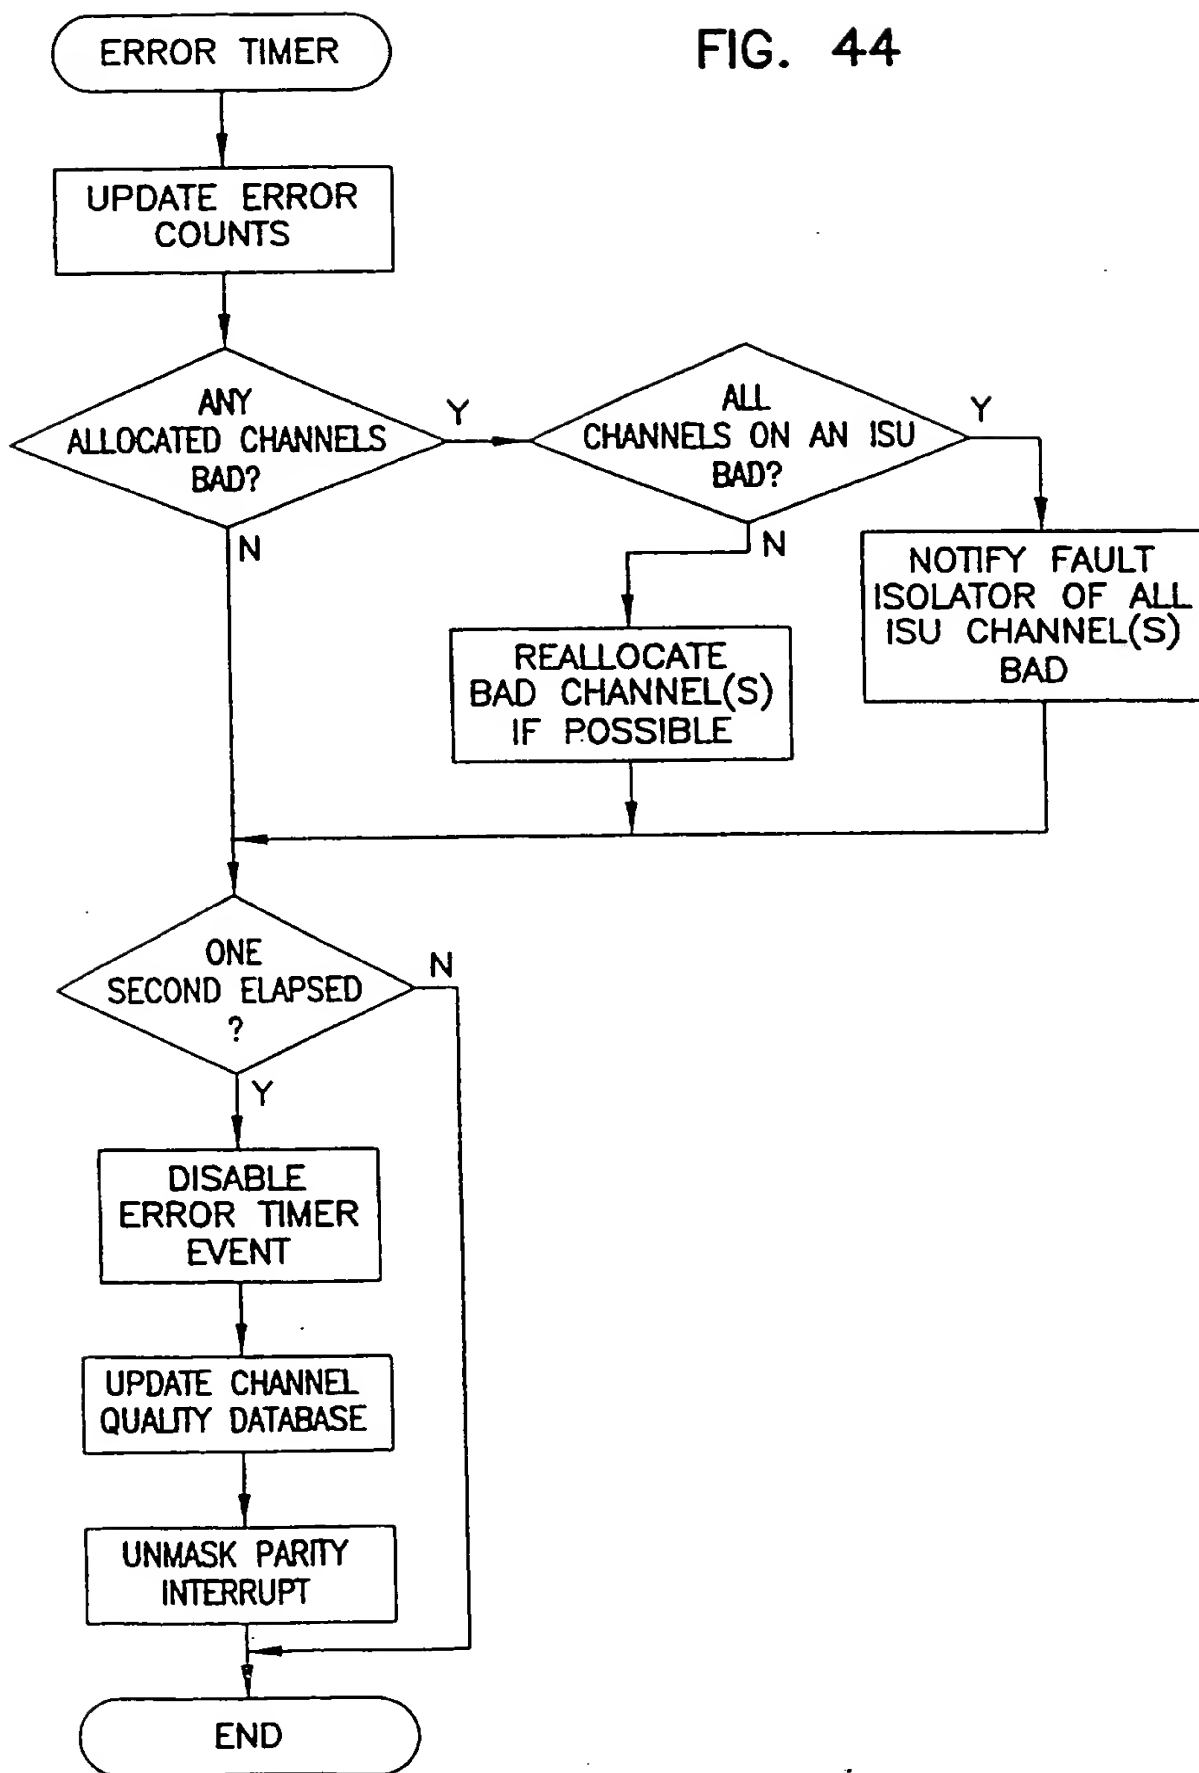 ERROR TIMER
FIG. 44
UPDATE ERROR
COUNTS
ANY
ALLOCATED CHANNELS
BAD?
Y
N
ALL
CHANNELS ON AN ISU
BAD?
Y
N
NOTIFY FAULT
ISOLATOR OF ALL
ISU CHANNEL(S)
BAD
REALLOCATE
BAD CHANNEL(S)
IF POSSIBLE
ONE
SECOND ELAPSED
?
N
Y
DISABLE
ERROR TIMER
EVENT
UPDATE CHANNEL
QUALITY DATABASE
UNMASK PARITY
INTERRUPT
END